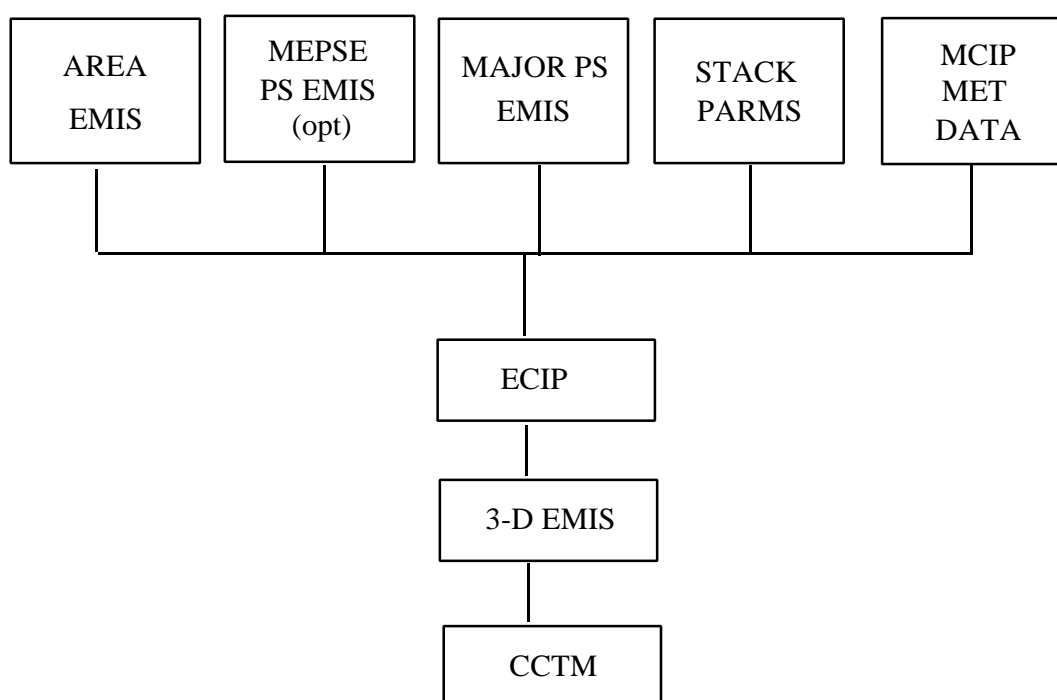 AREA
EMIS
MEPSE
PS EMIS
(opt)
MAJOR PS
EMIS
STACK
PARMS
MCIP
MET
DATA
ECIP
3-D EMIS
CCTM